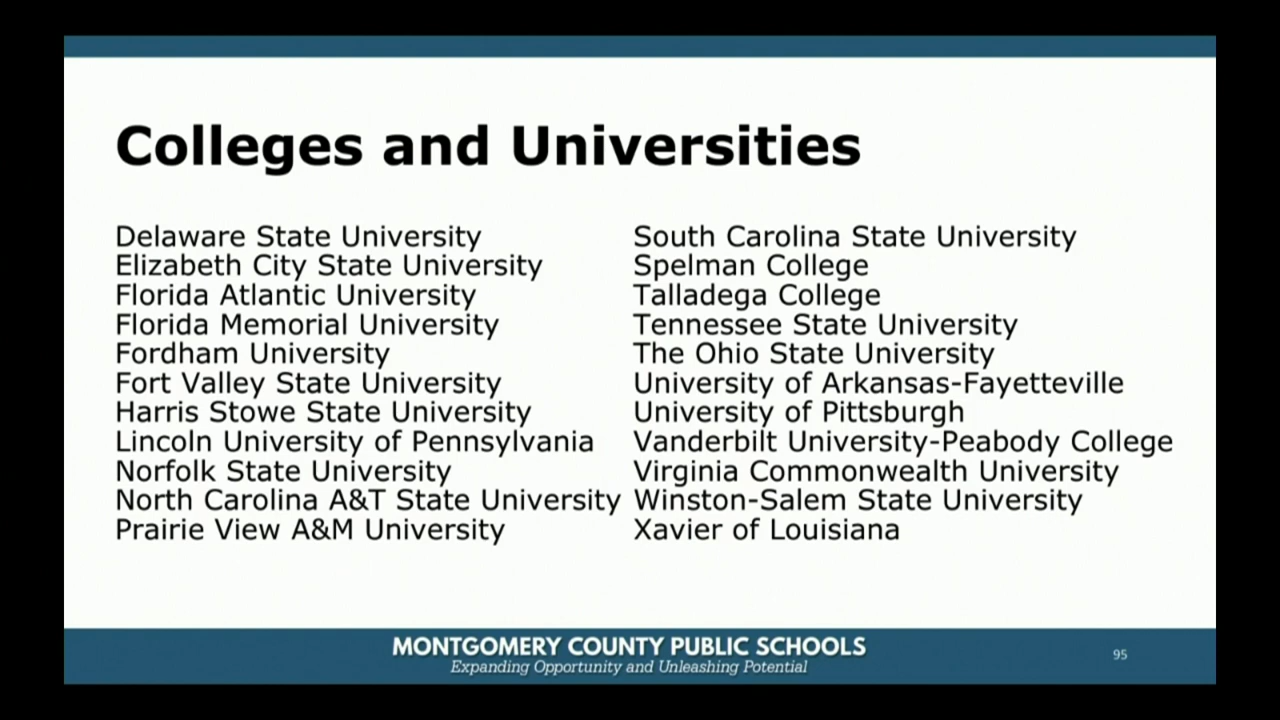 Colleges and Universities
Delaware State University
Elizabeth City State University
Florida Atlantic University
Florida Memorial University
Fordham University
Fort Valley State University
Harris Stowe State University
Lincoln University of Pennsylvania
Norfolk State University
North Carolina A&T State University
Prairie View A&M University
South Carolina State University
Spelman College
Talladega College
Tennessee State University
The Ohio State University
University of Arkansas-Fayetteville
University of Pittsburgh
Vanderbilt University-Peabody College
Virginia Commonwealth University
Winston-Salem State University
Xavier of Louisiana
MONTGOMERY COUNTY PUBLIC SCHOOLS
Expanding Opportunity and Unleashing Potential
95